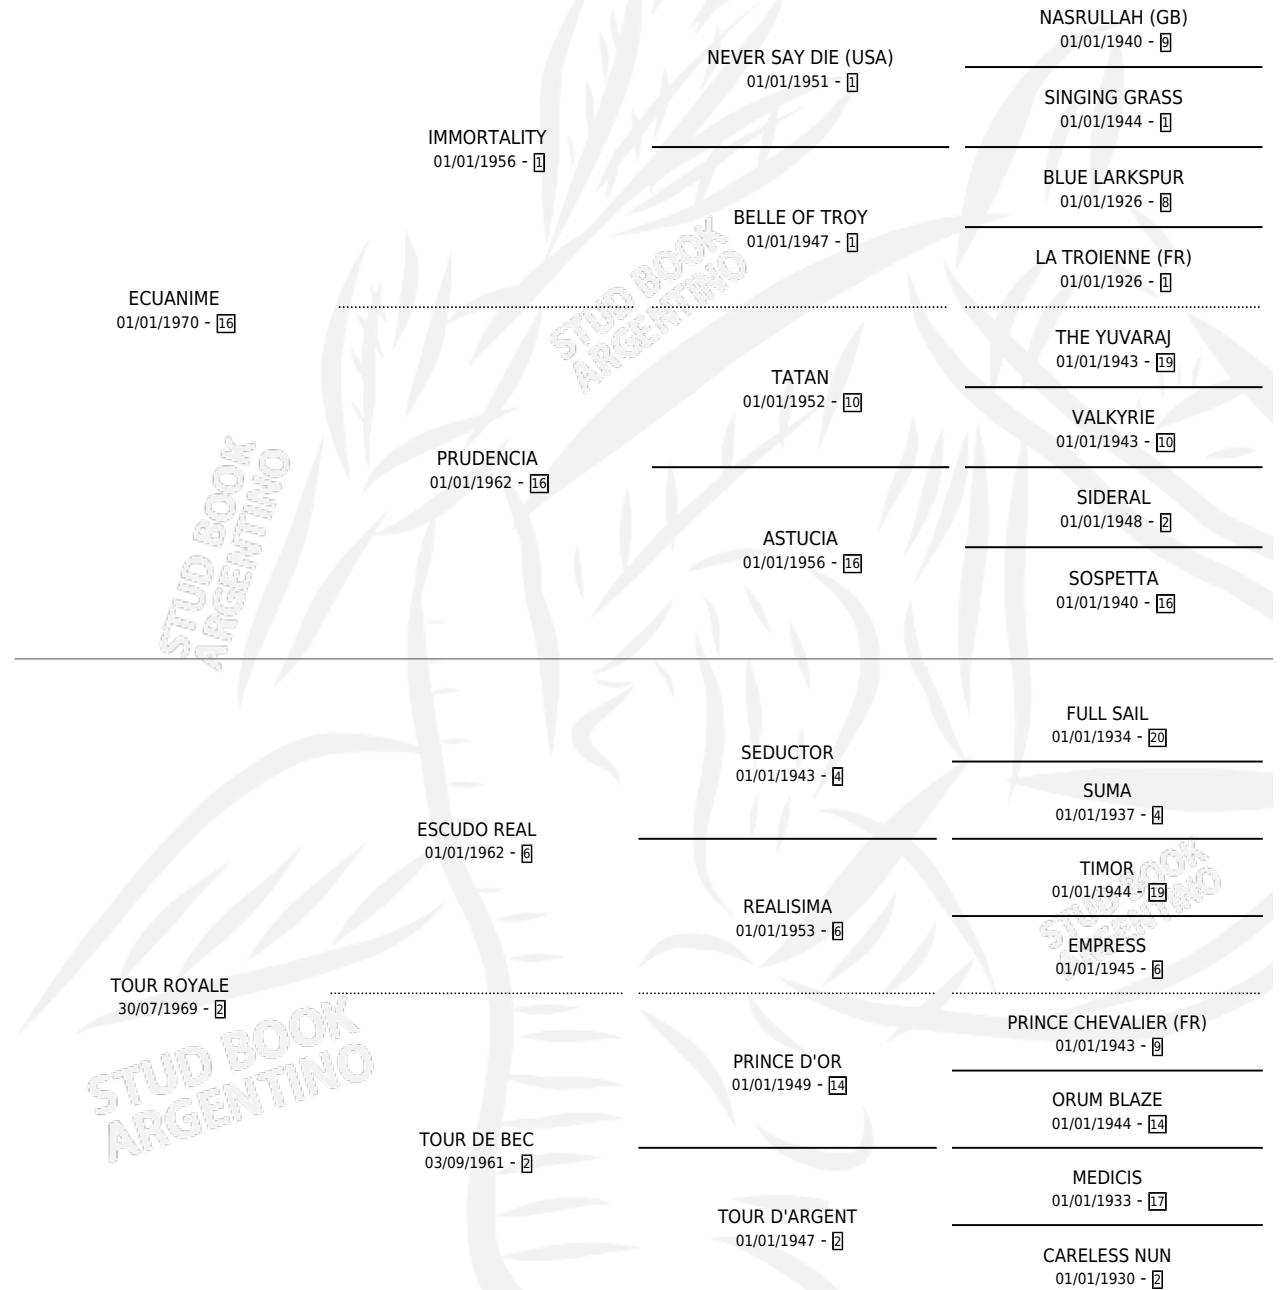 NASRULLAH (GB)
01/01/1940 - 9
NEVER SAY DIE (USA)
01/01/1951 - 1
SINGING GRASS
01/01/1944 - 1
IMMORTALITY
01/01/1956 - 1
BLUE LARKSPUR
01/01/1926 - 8
BELLE OF TROY
01/01/1947 - 1
LA TROIENNE (FR)
01/01/1926 - 1
ECUANIME
01/01/1970 - 16
THE YUVARAJ
01/01/1943 - 19
TATAN
01/01/1952 - 10
VALKYRIE
01/01/1943 - 10
PRUDENCIA
01/01/1962 - 16
SIDERAL
01/01/1948 - 2
ASTUCIA
01/01/1956 - 16
SOSPETTA
01/01/1940 - 16
FULL SAIL
01/01/1934 - 20
SEDUCTOR
01/01/1943 - 4
SUMA
01/01/1937 - 4
ESCUDO REAL
01/01/1962 - 6
TIMOR
01/01/1944 - 19
REALISIMA
01/01/1953 - 6
EMPRESS
01/01/1945 - 6
TOUR ROYALE
30/07/1969 - 2
PRINCE CHEVALIER (FR)
01/01/1943 - 9
PRINCE D'OR
01/01/1949 - 14
ORUM BLAZE
01/01/1944 - 14
TOUR DE BEC
03/09/1961 - 2
MEDICIS
01/01/1933 - 17
TOUR D'ARGENT
01/01/1947 - 2
CARELESS NUN
01/01/1930 - 2
STUD BOOK
ARGENTINO
STUD BOOK
ARGENTINO
STUD BOOK
ARGENTINO
STUD BOOK
ARGENTINO